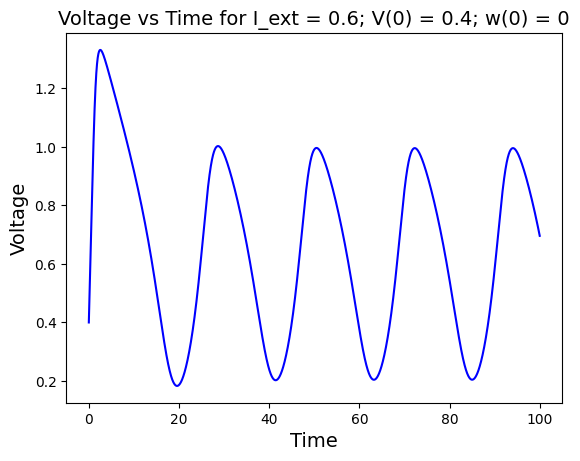 Voltage vs Time for I_ext = 0.6; V(0) = 0.4; w(0) = 0
1.2
1.0
0.8
0.6
0.4
0.2
Voltage
0 20 40 60 80 100
Time